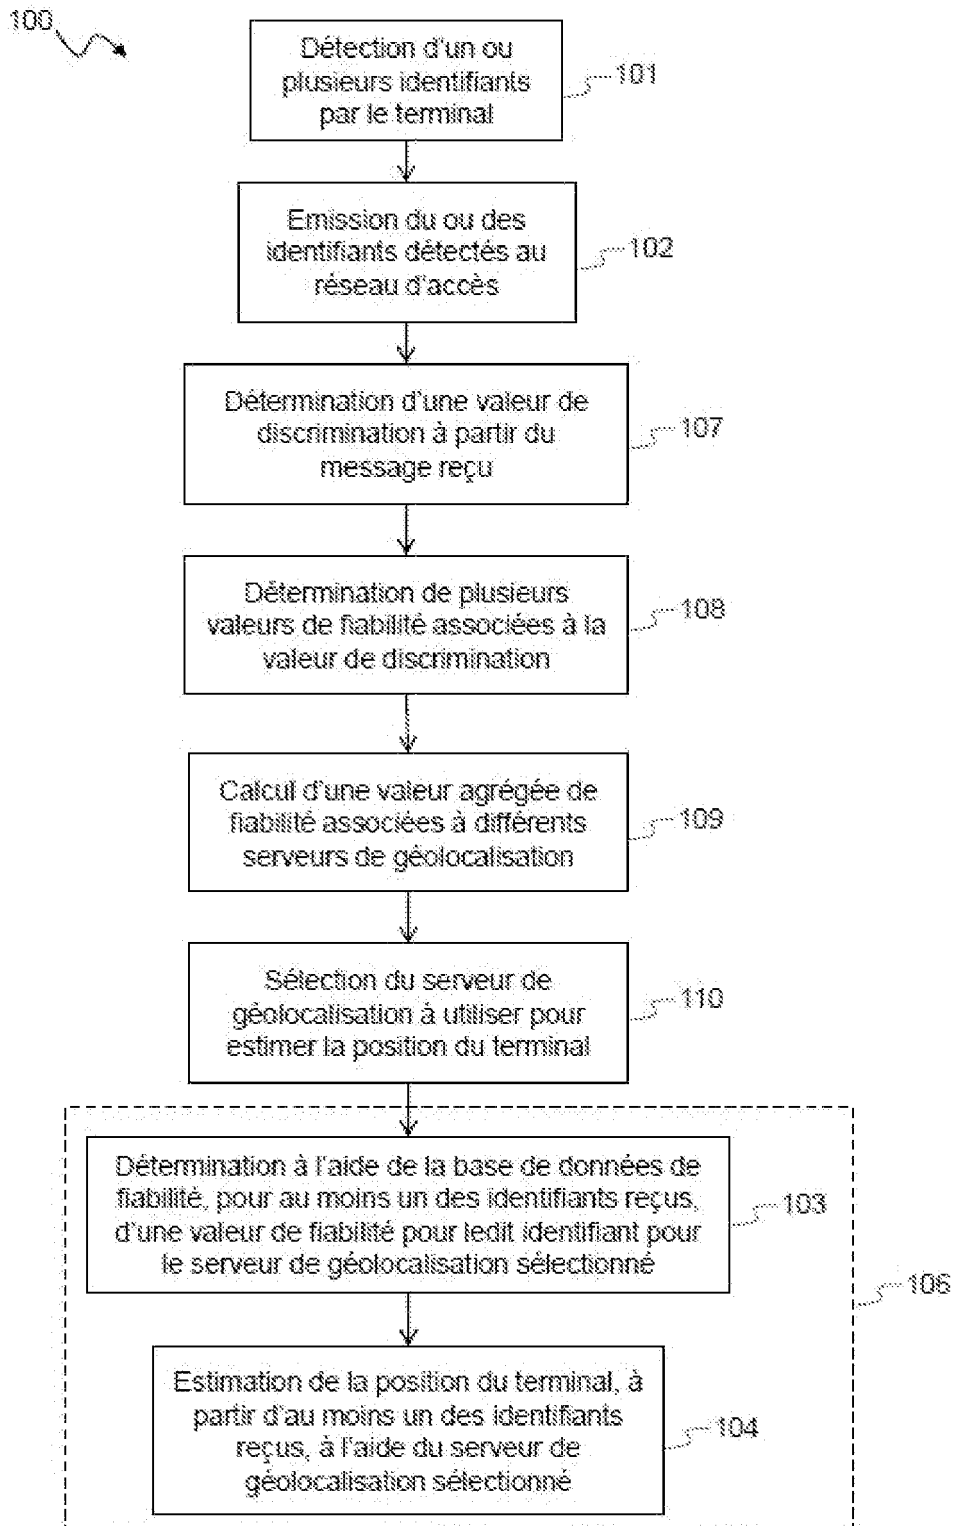 100
Détection d'un ou
plusieurs identifiants
par le terminal
101
Emission du ou des
identifiants détectés au
réseau d'accès
102
Détermination d'une valeur de
discrimination à partir du
message reçu
107
Détermination de plusieurs
valeurs de fiabilité associées à la
valeur de discrimination
108
Calcul d'une valeur agrégée de
fiabilité associées à différents
serveurs de géolocalisation
109
Sélection du serveur de
géolocalisation à utiliser pour
estimer la position du terminal
110
Détermination à l'aide de la base de données de
fiabilité, pour au moins un des identifiants reçus,
d'une valeur de fiabilité pour ledit identifiant pour
le serveur de géolocalisation sélectionné
103
106
Estimation de la position du terminal, à
partir d'au moins un des identifiants
reçus, à l'aide du serveur de
géolocalisation sélectionné
104